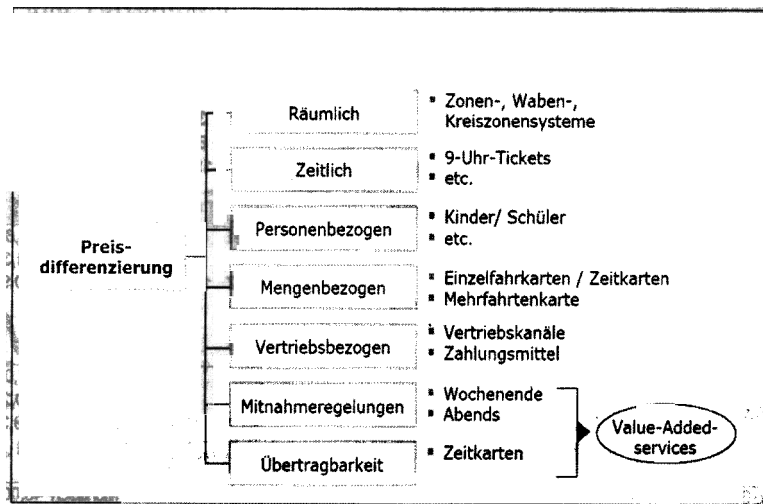 Räumlich
▪ Zonen-, Waben-,
Kreiszonensysteme
Zeitlich
▪ 9-Uhr-Tickets
▪ etc.
Preis-
differenzierung
Personenbezogen
▪ Kinder/ Schüler
▪ etc.
Mengenbezogen
▪ Einzelfahrkarten / Zeitkarten
▪ Mehrfahrtenkarte
Vertriebsbezogen
▪ Vertriebskanäle
▪ Zahlungsmittel
Mitnahmeregelungen
▪ Wochenende
▪ Abends
Übertragbarkeit
▪ Zeitkarten
Value-Added-
services